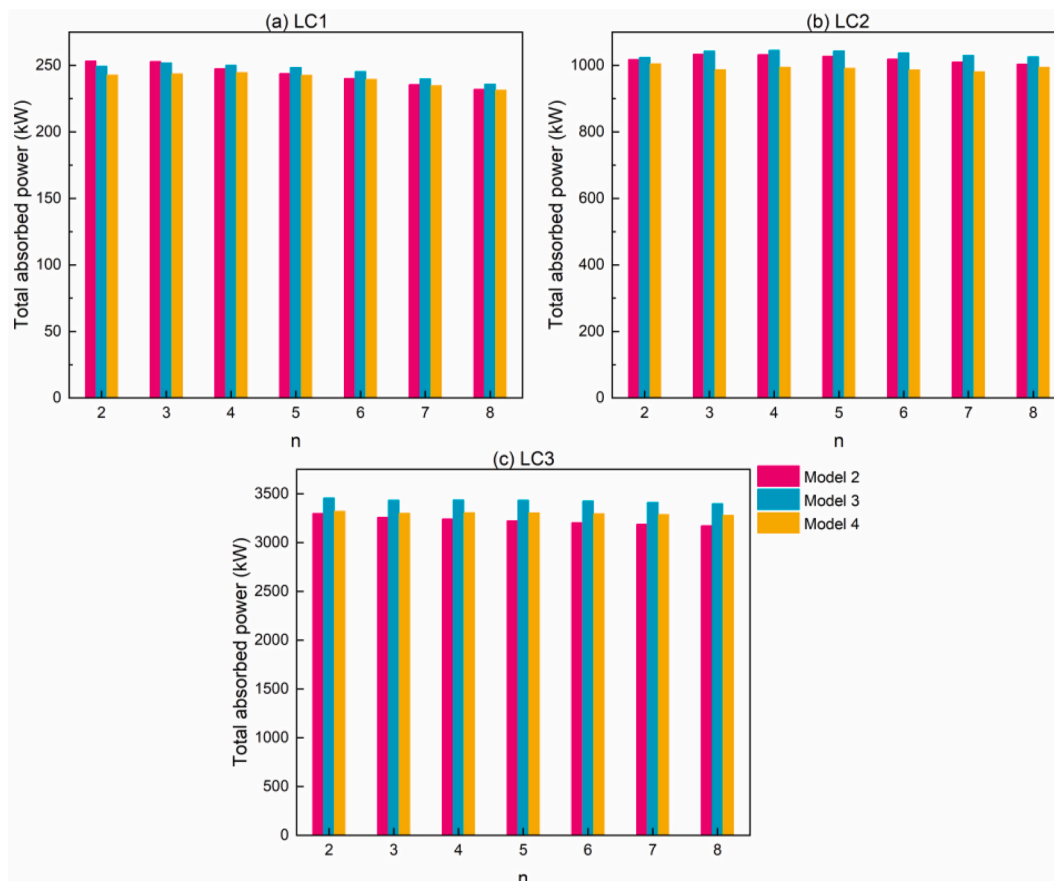 (a) LC1
Total absorbed power (kW)
250
200
150
100
50
0
2 3 4 5 6 7 8
n
(b) LC2
Total absorbed power (kW)
1000
800
600
400
200
0
2 3 4 5 6 7 8
n
(c) LC3
Total absorbed power (kW)
3500
3000
2500
2000
1500
1000
500
0
2 3 4 5 6 7 8
n
Model 2
Model 3
Model 4